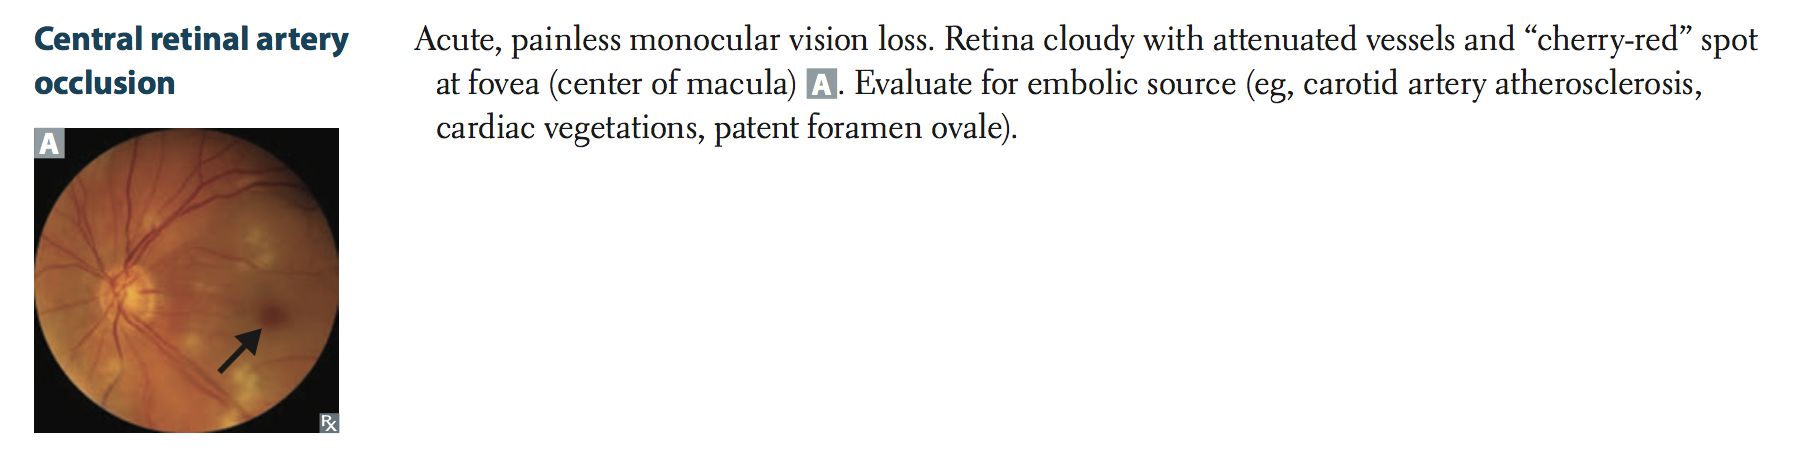 Central retinal artery
occlusion
Acute, painless monocular vision loss. Retina cloudy with attenuated vessels and “cherry-red” spot
at fovea (center of macula) A. Evaluate for embolic source (eg, carotid artery atherosclerosis,
cardiac vegetations, patent foramen ovale).
A
Rx